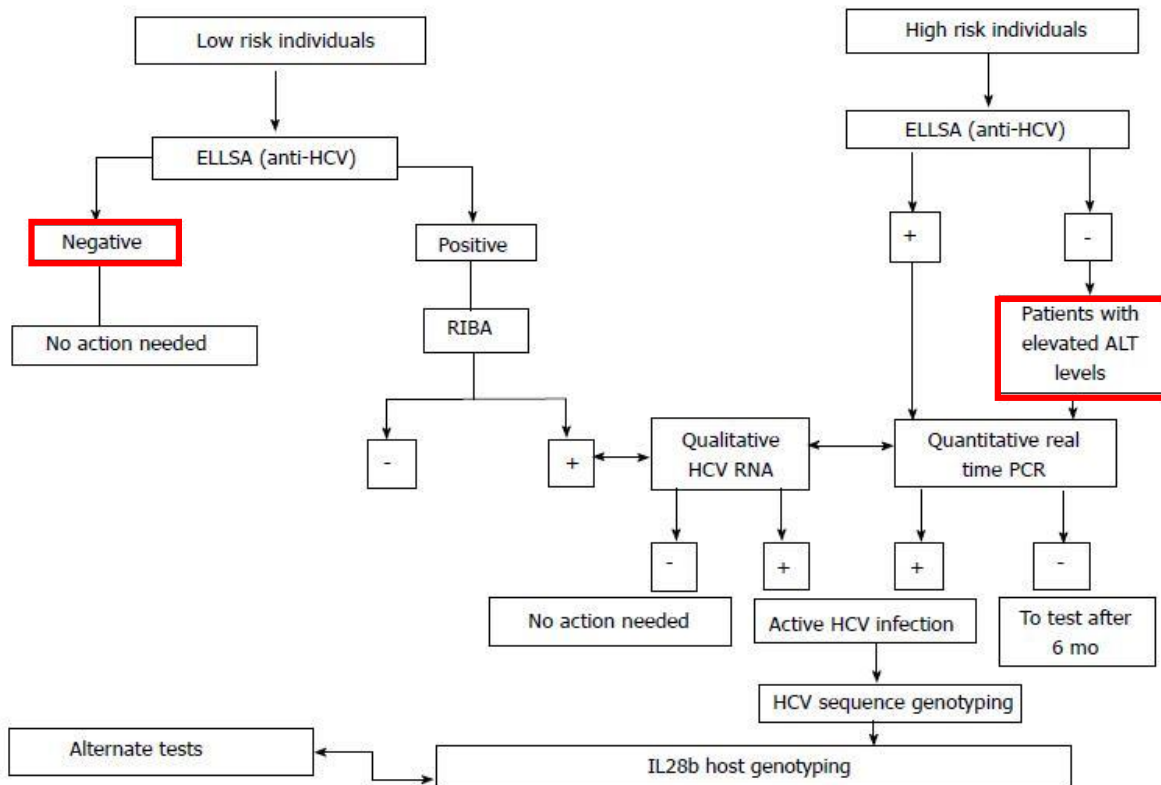 Low risk individuals
High risk individuals
ELLSA (anti-HCV)
ELLSA (anti-HCV)
Negative
Positive
+
-
No action needed
RIBA
Patients with
elevated ALT
levels
-
+
Qualitative
HCV RNA
Quantitative real
time PCR
-
+
+
-
No action needed
Active HCV infection
To test after
6 mo
HCV sequence genotyping
Alternate tests
IL28b host genotyping